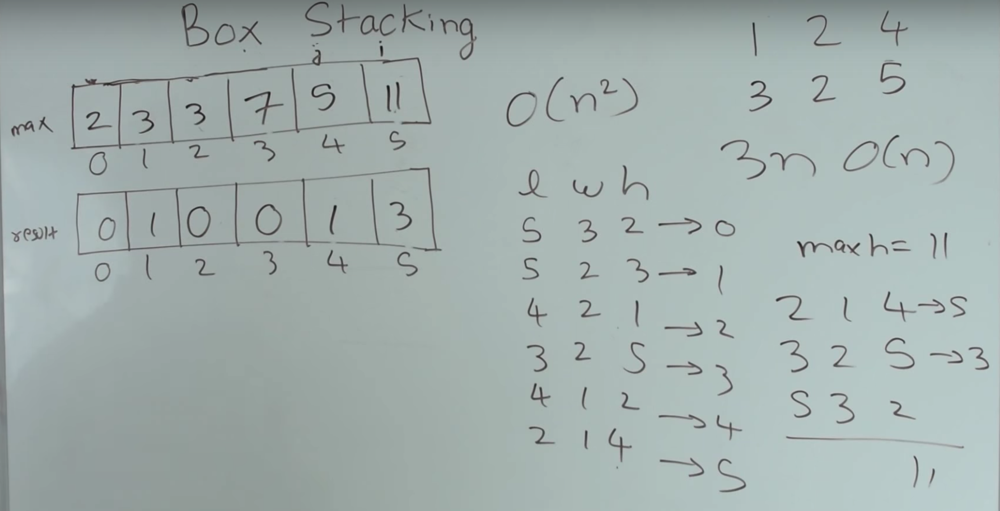 Box Stacking
j i
max 2 3 3 7 5 11
0 1 2 3 4 5
result 0 1 0 0 1 3
0 1 2 3 4 5
O(n²)
1 2 4
3 2 5
3n O(n)
l w h
5 3 2 → 0
5 2 3 → 1
4 2 1 → 2
3 2 5 → 3
4 1 2 → 4
2 1 4 → 5
max h = 11
2 1 4 → 5
3 2 5 → 3
5 3 2
11